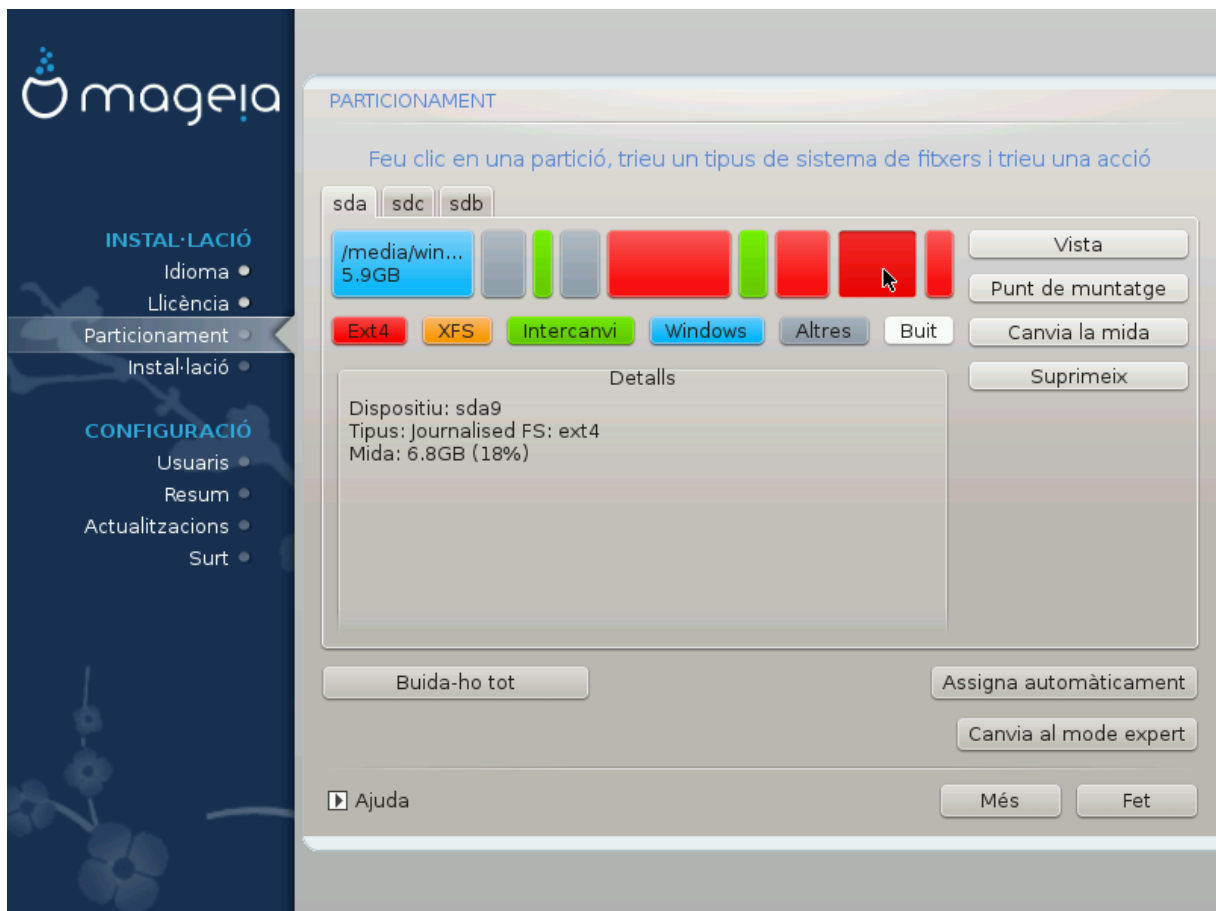 mageia
INSTAL·LACIÓ
Idioma
Llicència
Particionament
Instal·lació
CONFIGURACIÓ
Usuaris
Resum
Actualitzacions
Surt
PARTICIONAMENT
Feu clic en una partició, trieu un tipus de sistema de fitxers i trieu una acció
sda sdc sdb
/media/win...
5.9GB
Ext4 XFS Intercanvi Windows Altres Buit
Vista
Punt de muntatge
Canvia la mida
Suprimeix
Detalls
Dispositiu: sda9
Tipus: Journalised FS: ext4
Mida: 6.8GB (18%)
Buida-ho tot
Assigna automàticament
Canvia al mode expert
Ajuda
Més
Fet